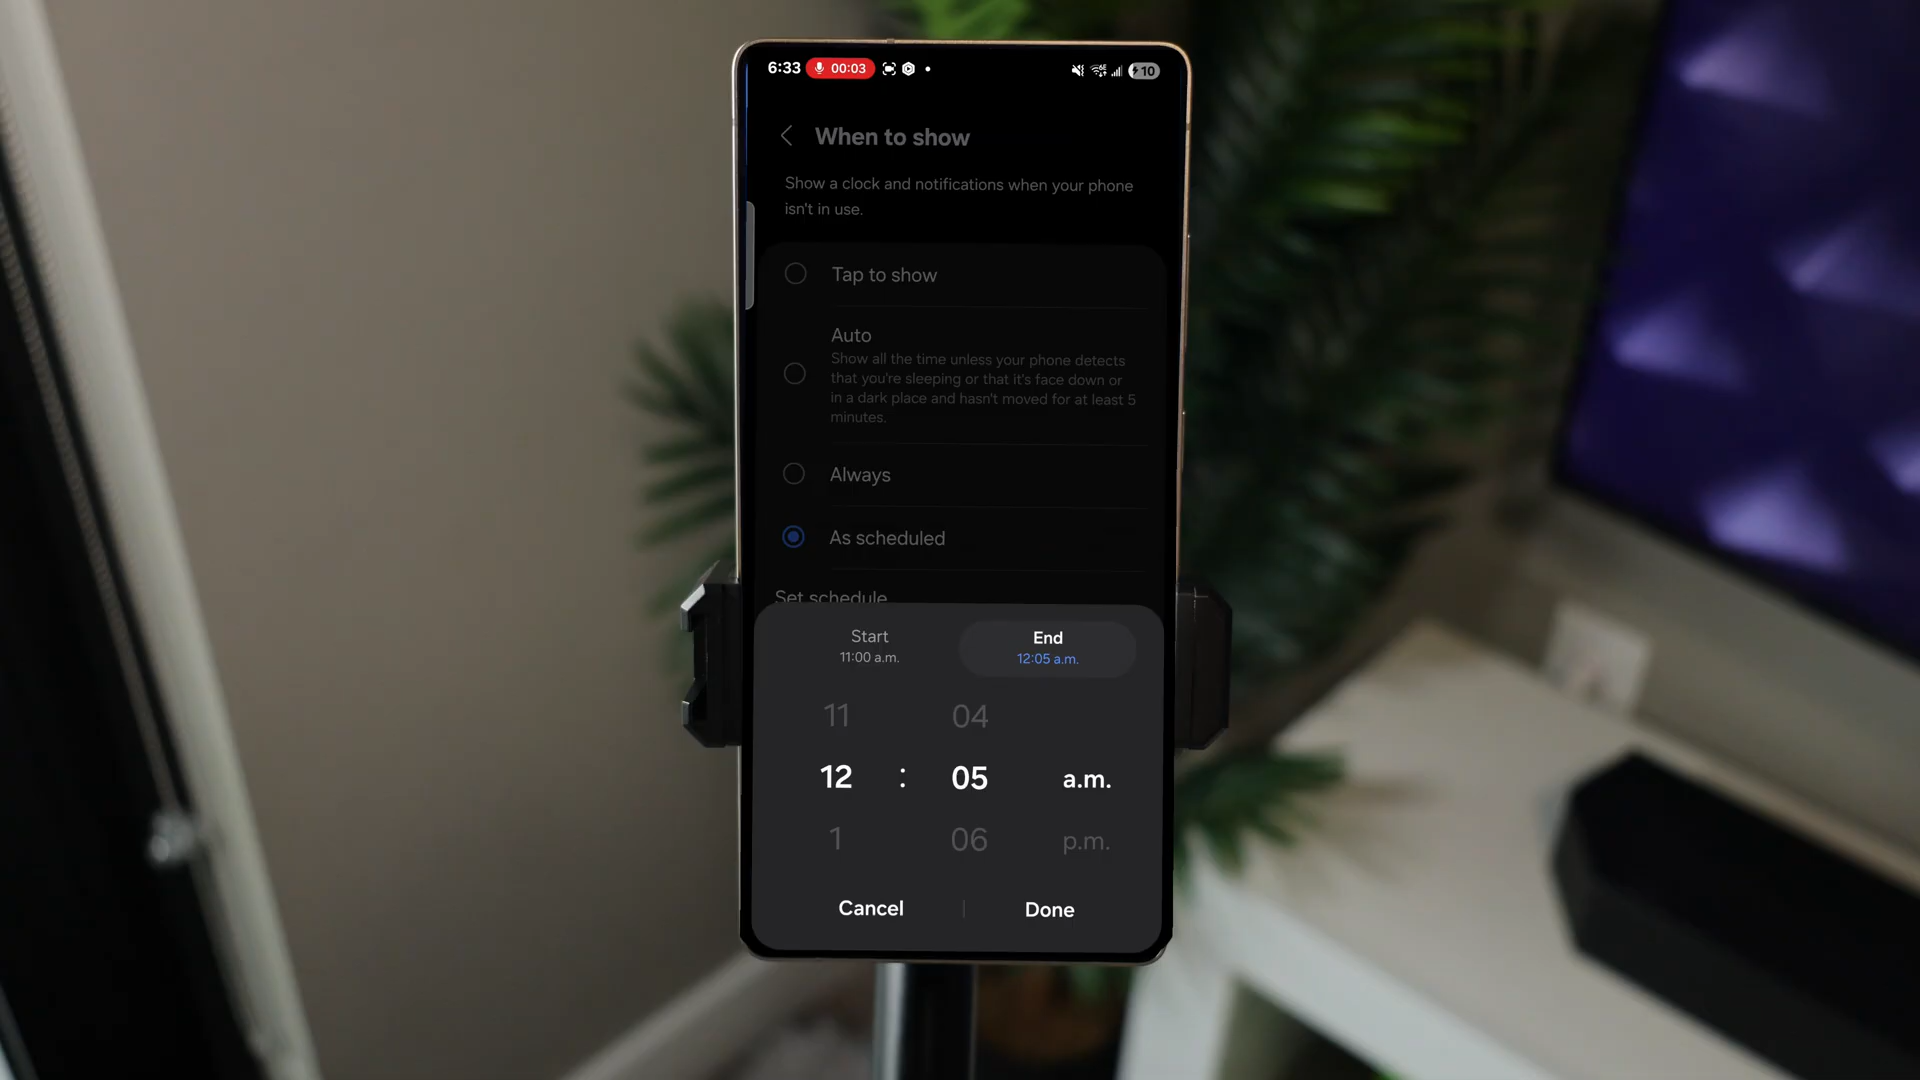 6:33 00:03 10
When to show
Show a clock and notifications when your phone
isn't in use.
Tap to show
Auto
Show all the time unless your phone detects
that you're sleeping or that it's face down or
in a dark place and hasn't moved for at least 5
minutes.
Always
As scheduled
Set schedule
Start End
11:00 a.m. 12:05 a.m.
11 04
12 : 05 a.m.
1 06 p.m.
Cancel Done